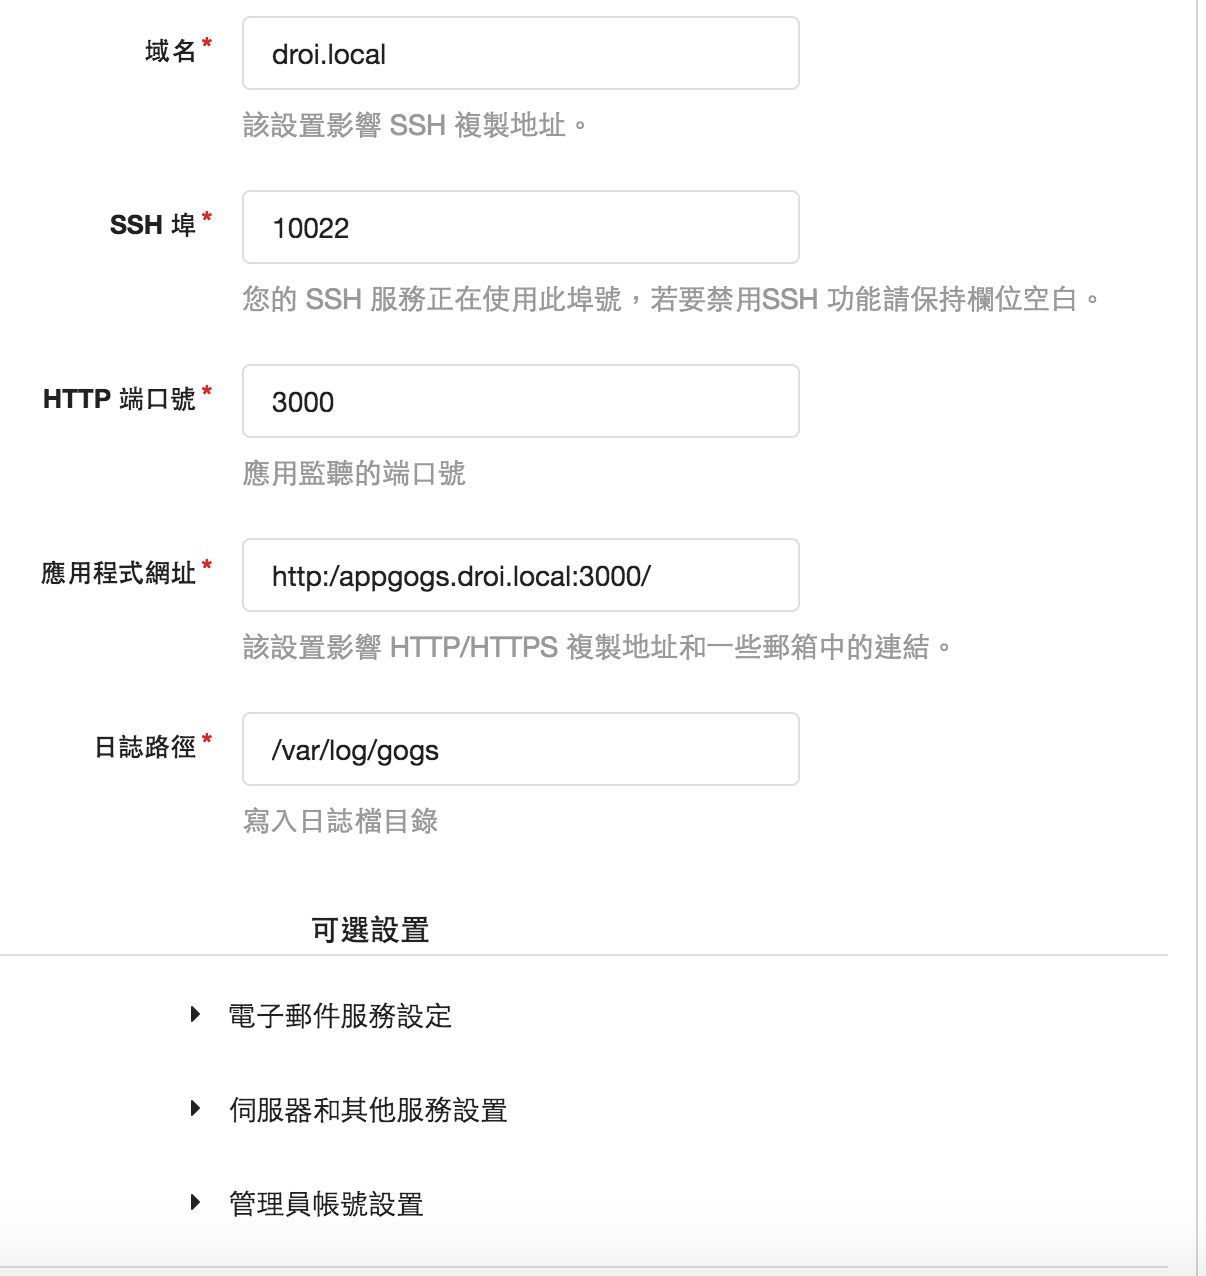 域名*
droi.local
該設置影響 SSH 複製地址。
SSH 埠*
10022
您的 SSH 服務正在使用此埠號，若要禁用SSH 功能請保持欄位空白。
HTTP 端口號*
3000
應用監聽的端口號
應用程式網址*
http:/appgogs.droi.local:3000/
該設置影響 HTTP/HTTPS 複製地址和一些郵箱中的連結。
日誌路徑*
/var/log/gogs
寫入日誌檔目錄
可選設置
電子郵件服務設定
伺服器和其他服務設置
管理員帳號設置